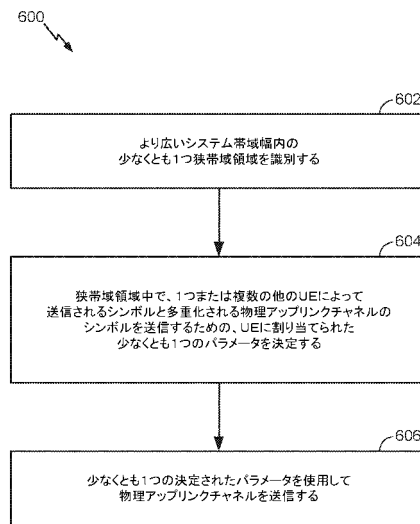 600
602
より広いシステム帯域幅内の
少なくとも1つ狭帯域領域を識別する
604
狭帯域領域中で、1つまたは複数の他のUEによって
送信されるシンボルと多重化される物理アップリンクチャネルの
シンボルを送信するための、UEに割り当てられた
少なくとも1つのパラメータを決定する
606
少なくとも1つの決定されたパラメータを使用して
物理アップリンクチャネルを送信する